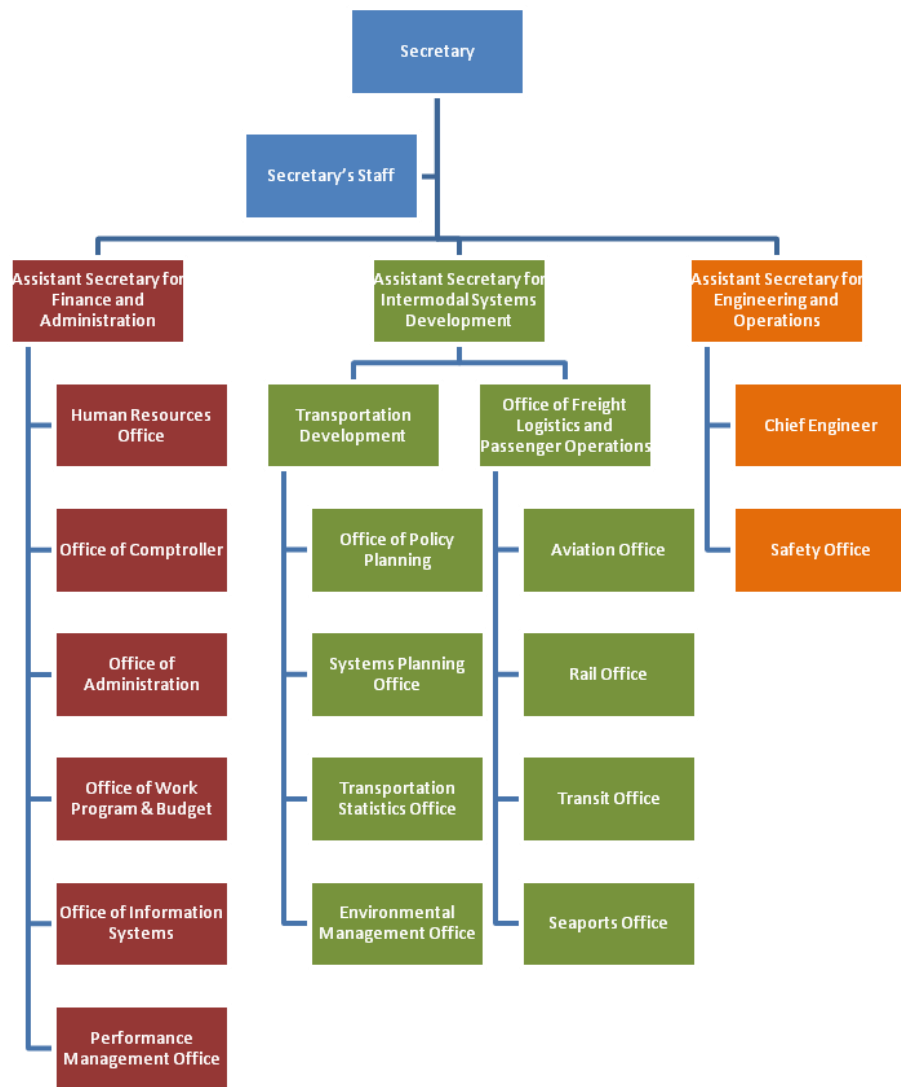 Secretary
Secretary's Staff
Assistant Secretary for
Finance and
Administration
Assistant Secretary for
Intermodal Systems
Development
Assistant Secretary for
Engineering and
Operations
Human Resources
Office
Office of Comptroller
Office of
Administration
Office of Work
Program & Budget
Office of Information
Systems
Performance
Management Office
Transportation
Development
Office of Policy
Planning
Systems Planning
Office
Transportation
Statistics Office
Environmental
Management Office
Office of Freight
Logistics and
Passenger Operations
Aviation Office
Rail Office
Transit Office
Seaports Office
Chief Engineer
Safety Office